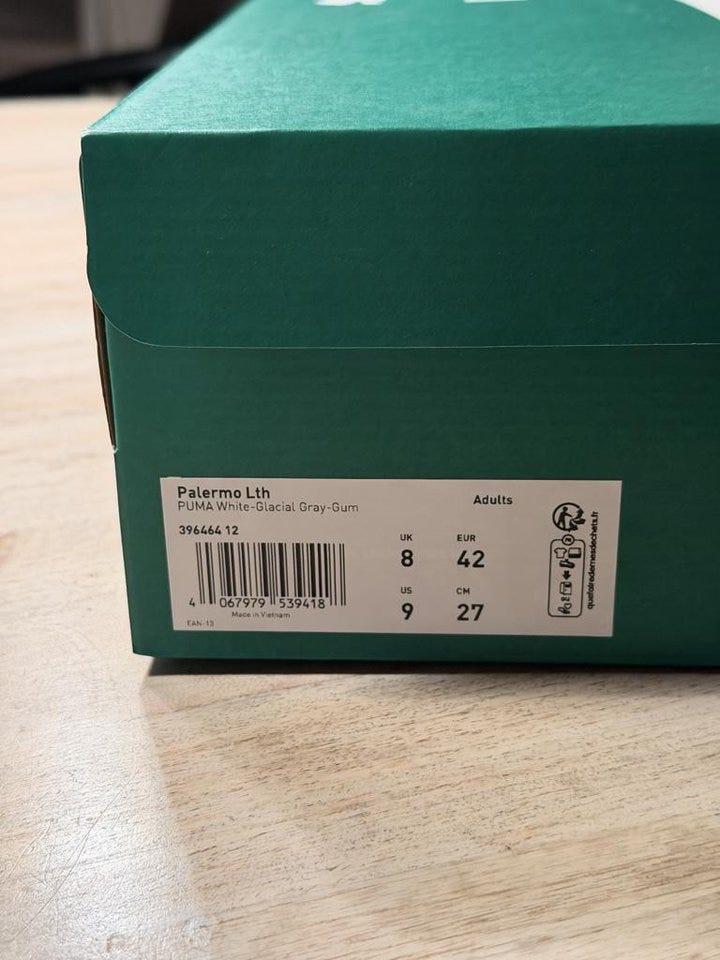 Palermo Lth
PUMA White-Glacial Gray-Gum
Adults
396464 12
4 067979 539418
Made in Vietnam
EAN-13
UK EUR
8 42
US CM
9 27
quefairedemesdechets.fr